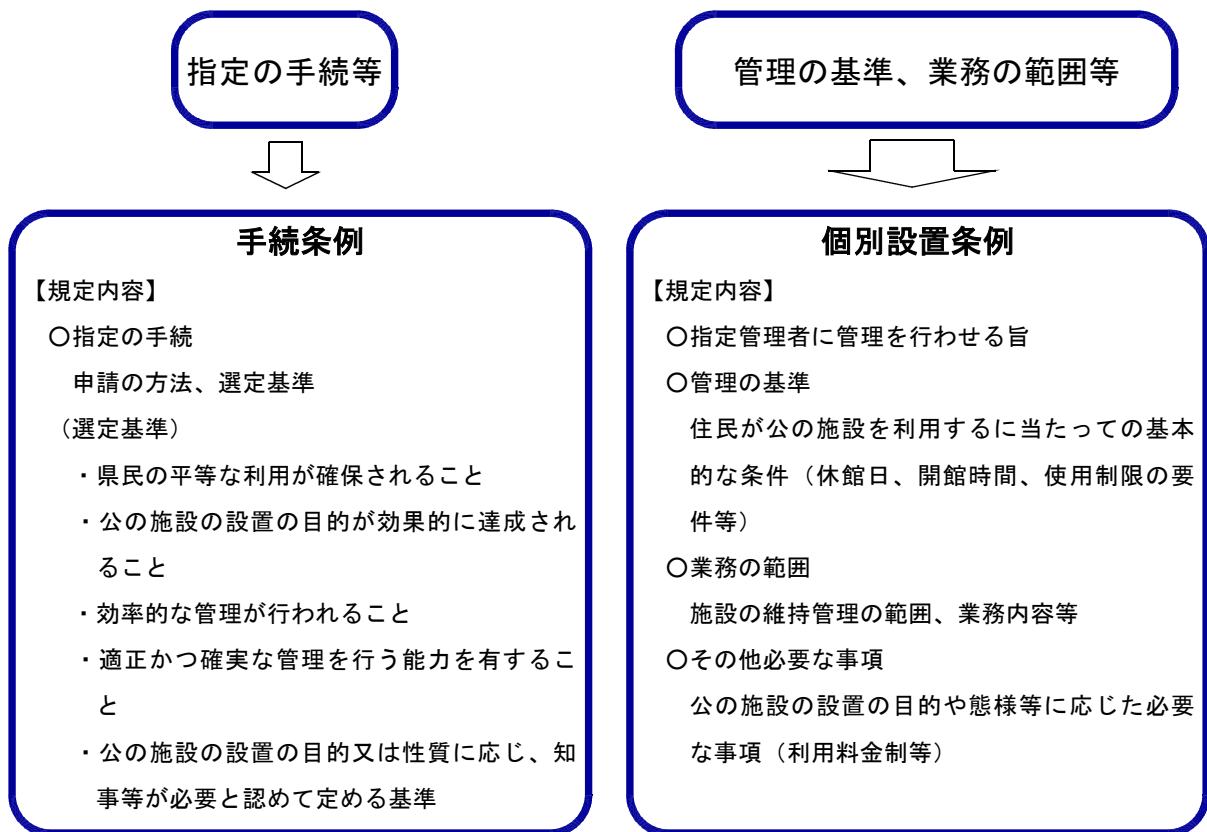 指定の手続等
管理の基準、業務の範囲等
手続条例
【規定内容】
〇指定の手続
申請の方法、選定基準
（選定基準）
・県民の平等な利用が確保されること
・公の施設の設置の目的が効果的に達成され
ること
・効率的な管理が行われること
・適正かつ確実な管理を行う能力を有するこ
と
・公の施設の設置の目的又は性質に応じ、知
事等が必要と認めて定める基準
個別設置条例
【規定内容】
〇指定管理者に管理を行わせる旨
〇管理の基準
住民が公の施設を利用するに当たっての基本
的な条件（休館日、開館時間、使用制限の要
件等）
〇業務の範囲
施設の維持管理の範囲、業務内容等
〇その他必要な事項
公の施設の設置の目的や態様等に応じた必要
な事項（利用料金制等）